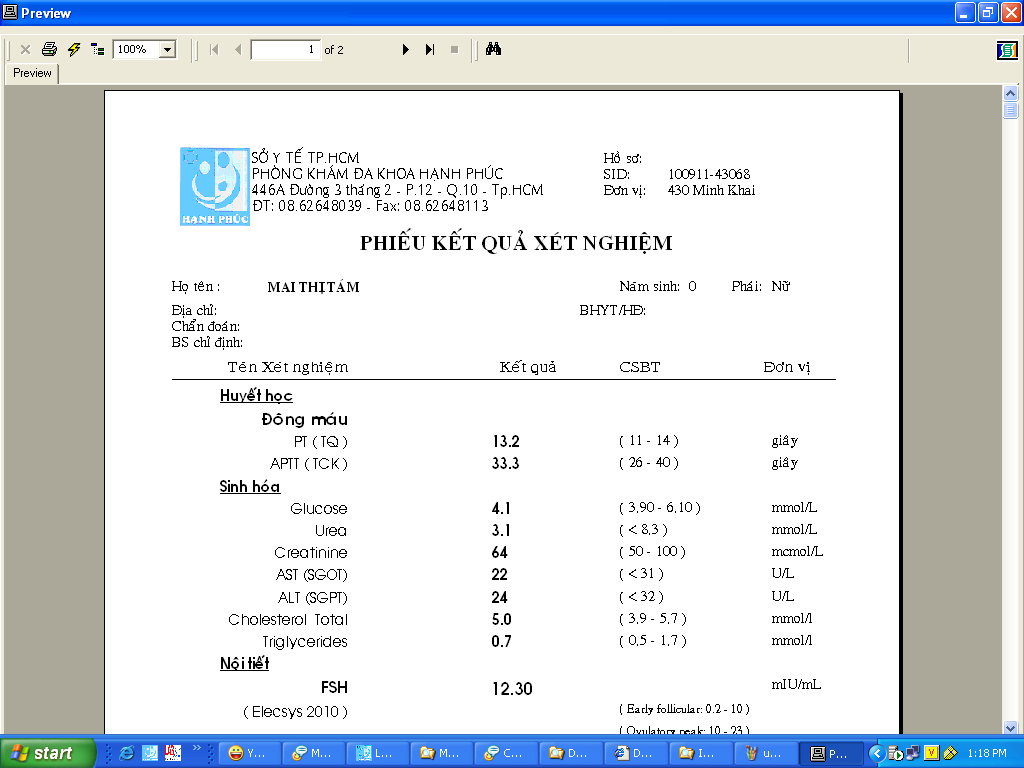 Preview
100%
1 of 2
Preview
SỞ Y TẾ TP.HCM
PHÒNG KHÁM ĐA KHOA HẠNH PHÚC
446A Đường 3 tháng 2 - P.12 - Q.10 - Tp.HCM
ĐT: 08.62648039 - Fax: 08.62648113
HẠNH PHÚC
Hồ sơ:
SID: 100911-43068
Đơn vị: 430 Minh Khai
PHIẾU KẾT QUẢ XÉT NGHIỆM
Họ tên : MAI THỊ TÁM Năm sinh: 0 Phái: Nữ
Địa chỉ: BHYT/HĐ:
Chẩn đoán:
BS chỉ định:
Tên Xét nghiệm Kết quả CSBT Đơn vị
Huyết học
Đông máu
PT ( TQ ) 13.2 ( 11 - 14 ) giây
APTT ( TCK ) 33.3 ( 26 - 40 ) giây
Sinh hóa
Glucose 4.1 ( 3,90 - 6,10 ) mmol/L
Urea 3.1 ( < 8,3 ) mmol/L
Creatinine 64 ( 50 - 100 ) mcmol/L
AST (SGOT) 22 ( < 31 ) U/L
ALT (SGPT) 24 ( < 32 ) U/L
Cholesterol Total 5.0 ( 3,9 - 5,7 ) mmol/l
Triglycerides 0.7 ( 0,5 - 1,7 ) mmol/l
Nội tiết
FSH 12.30 mIU/mL
( Elecsys 2010 ) ( Early follicular: 0.2 - 10 )
( Ovulatory peak: 10 - 23 )
start Y... M... L... M... C... D... D... I... u... P... 1:18 PM